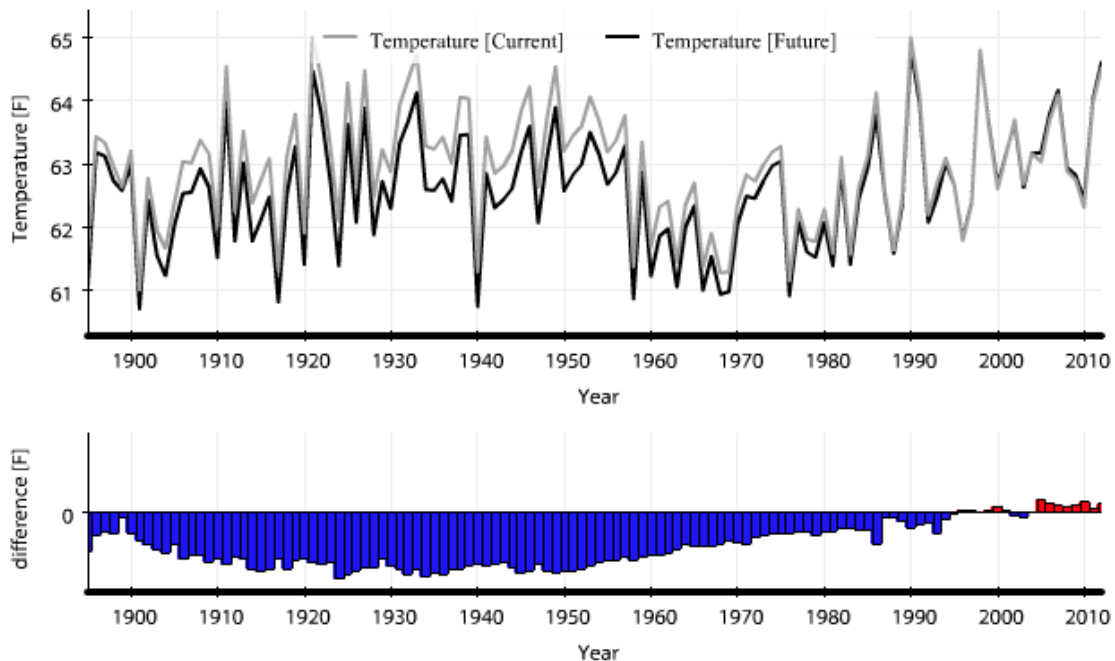 Temperature [Current] Temperature [Future]
Temperature [F]
65
64
63
62
61
1900 1910 1920 1930 1940 1950 1960 1970 1980 1990 2000 2010
Year
difference [F]
0
1900 1910 1920 1930 1940 1950 1960 1970 1980 1990 2000 2010
Year